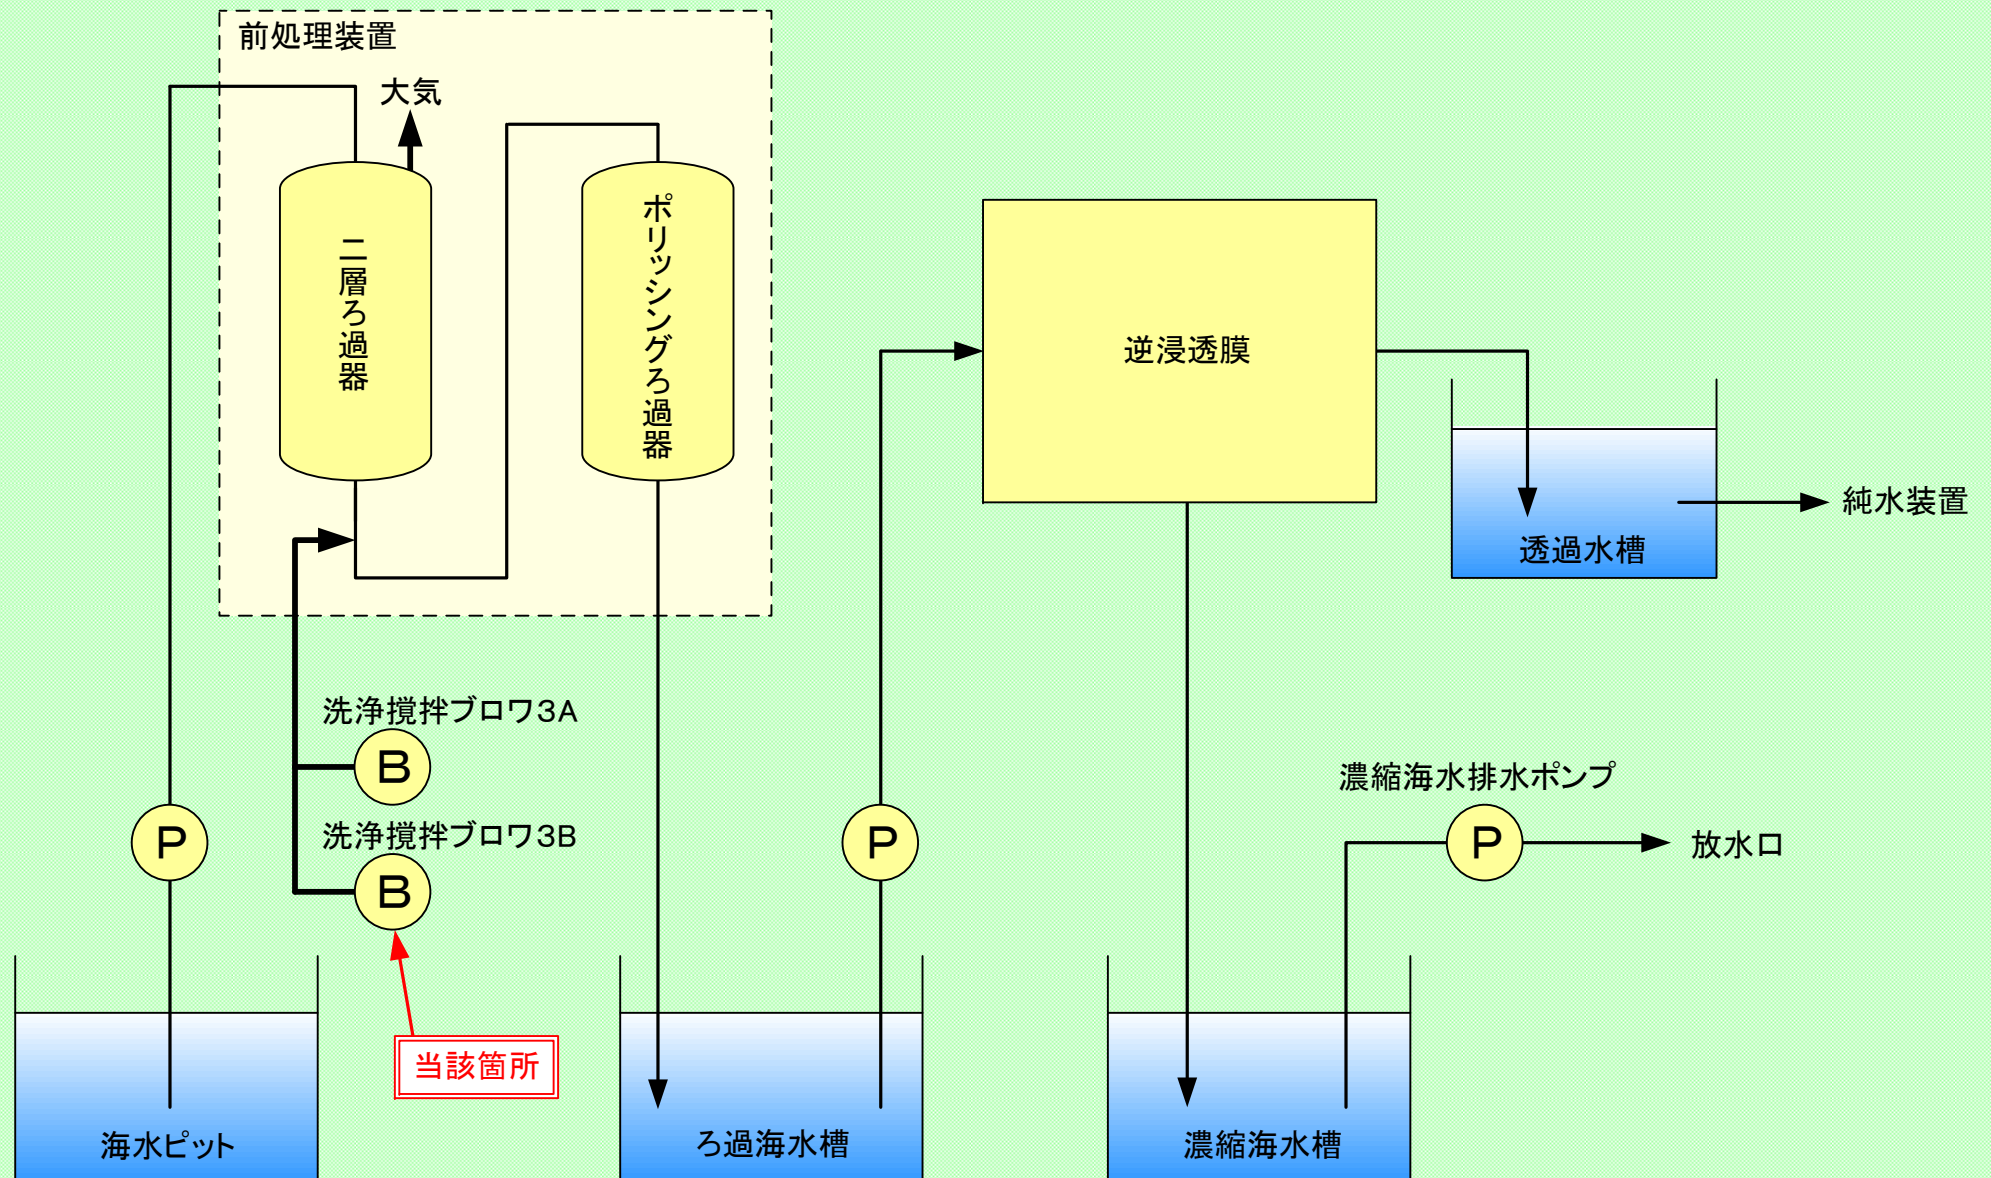 前処理装置
大気
二層ろ過器
ポリッシングろ過器
逆浸透膜
純水装置
透過水槽
洗浄撹拌ブロワ3A
B
濃縮海水排水ポンプ
洗浄撹拌ブロワ3B
P
P
P
放水口
B
当該箇所
海水ピット
ろ過海水槽
濃縮海水槽